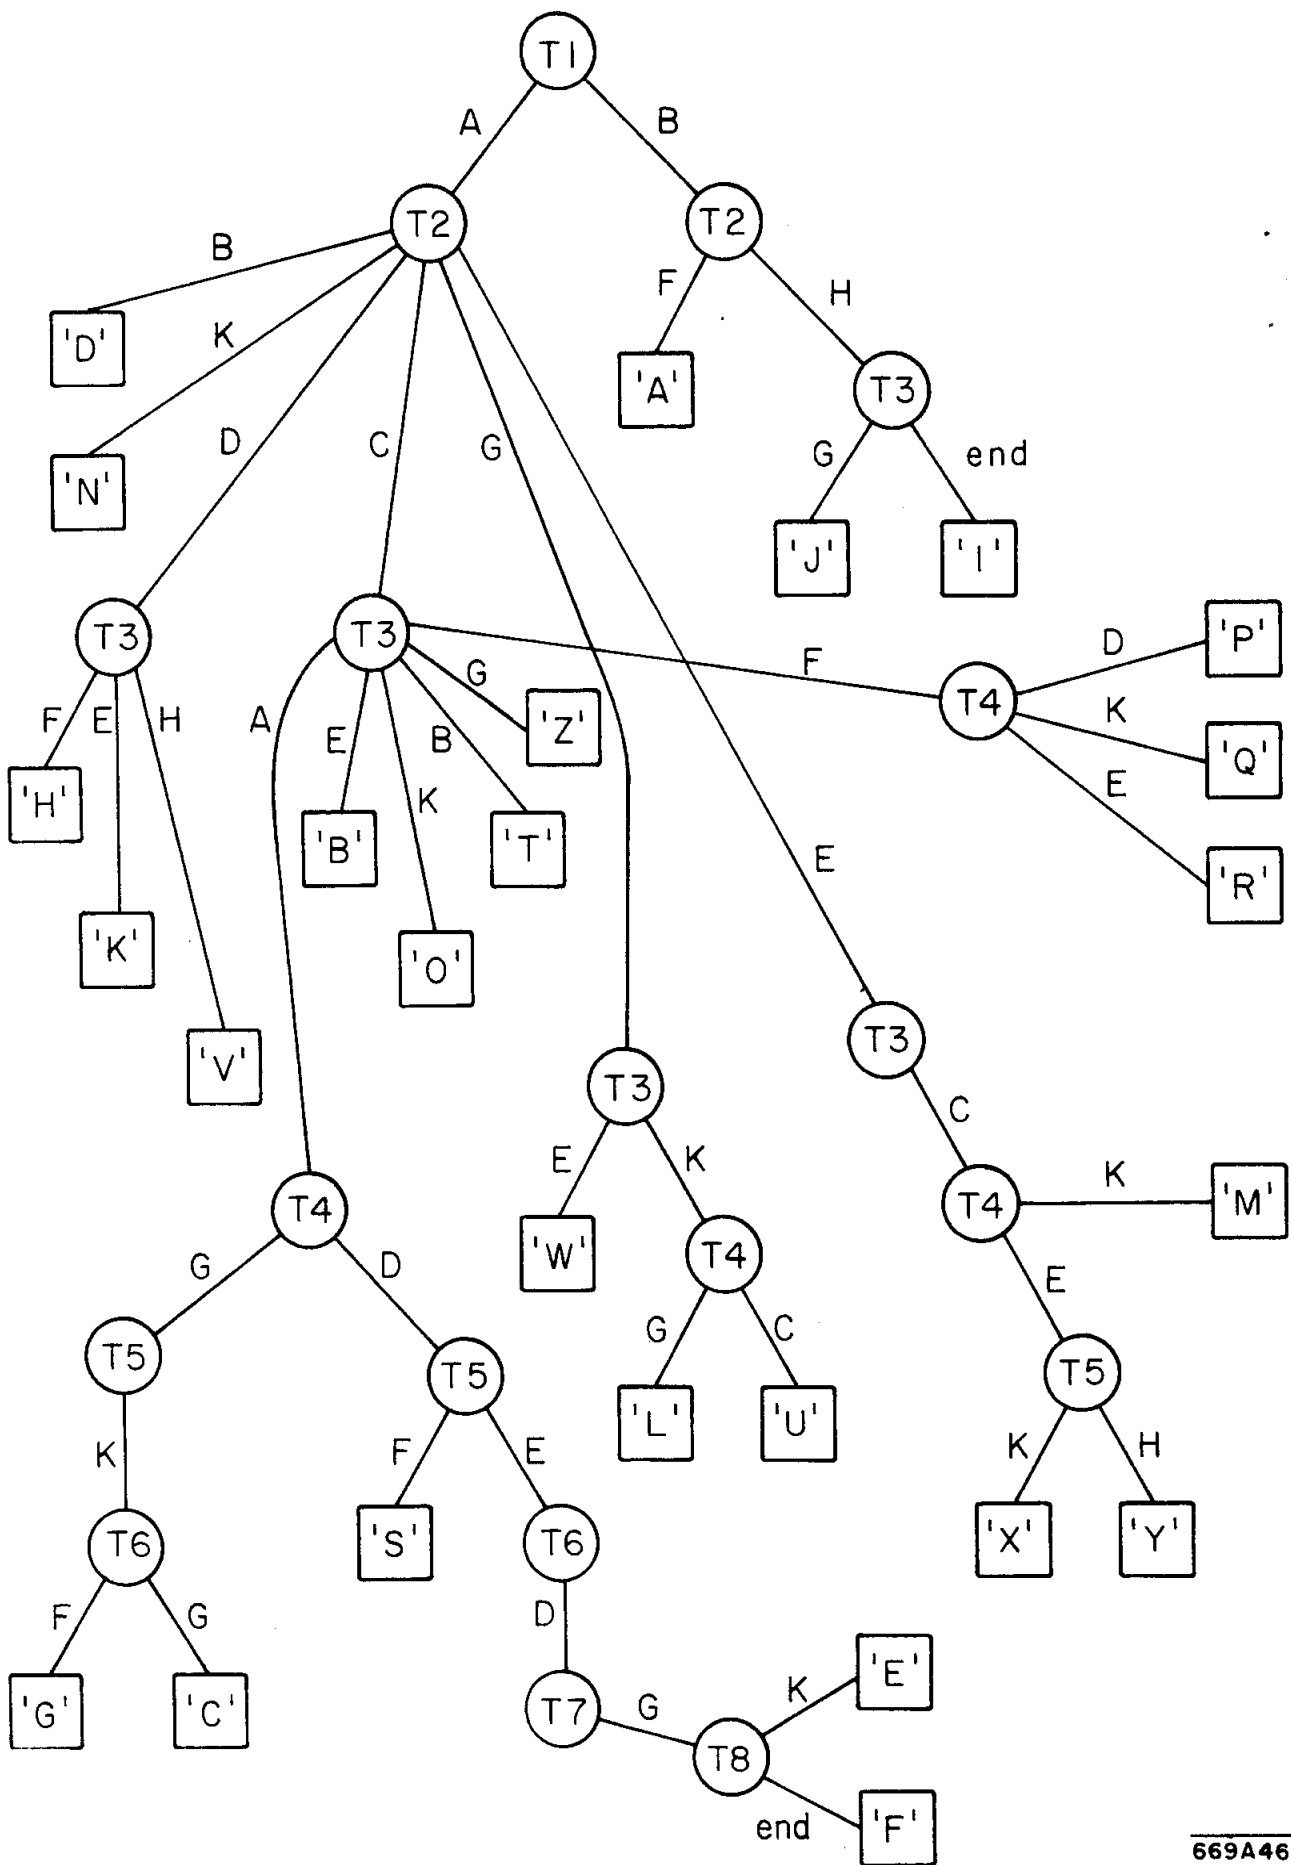 T1
A
B
T2
T2
B
F
H
K
'D'
'A'
T3
D
C
G
G
end
'N'
'J'
'I'
T3
T3
F
T4
D
'P'
K
'Q'
E
'R'
F
E
H
A
E
B
G
'Z'
K
'H'
'B'
'T'
E
'K'
'O'
'V'
T3
T3
C
E
K
T4
K
'M'
T4
'W'
T4
E
G
D
G
C
T5
T5
T5
'L'
'U'
K
F
E
K
H
T6
'S'
T6
'X'
'Y'
F
G
D
'G'
'C'
T7
G
T8
K
'E'
end
'F'
669A46